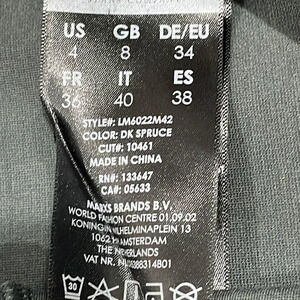 US GB DE/EU
4 8 34
FR IT ES
36 40 38
STYLE#: LM6022M42
COLOR: DK SPRUCE
CUT#: 10461
MADE IN CHINA
RN#: 133647
CA#: 05633
BRANDS B.V.
WORLD FASHION CENTRE 01.09.02
KONINGIN WILHELMINAPLEIN 13
1062 AMSTERDAM
THE NETHERLANDS
VAT NR.
30